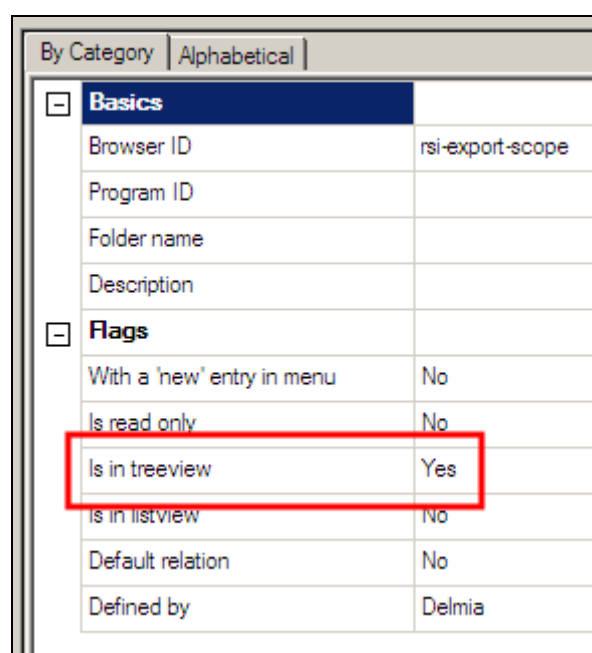 By Category Alphabetical
Basics
Browser ID rsi-export-scope
Program ID
Folder name
Description
Flags
With a 'new' entry in menu No
Is read only No
Is in treeview Yes
Is in listview No
Default relation No
Defined by Delmia